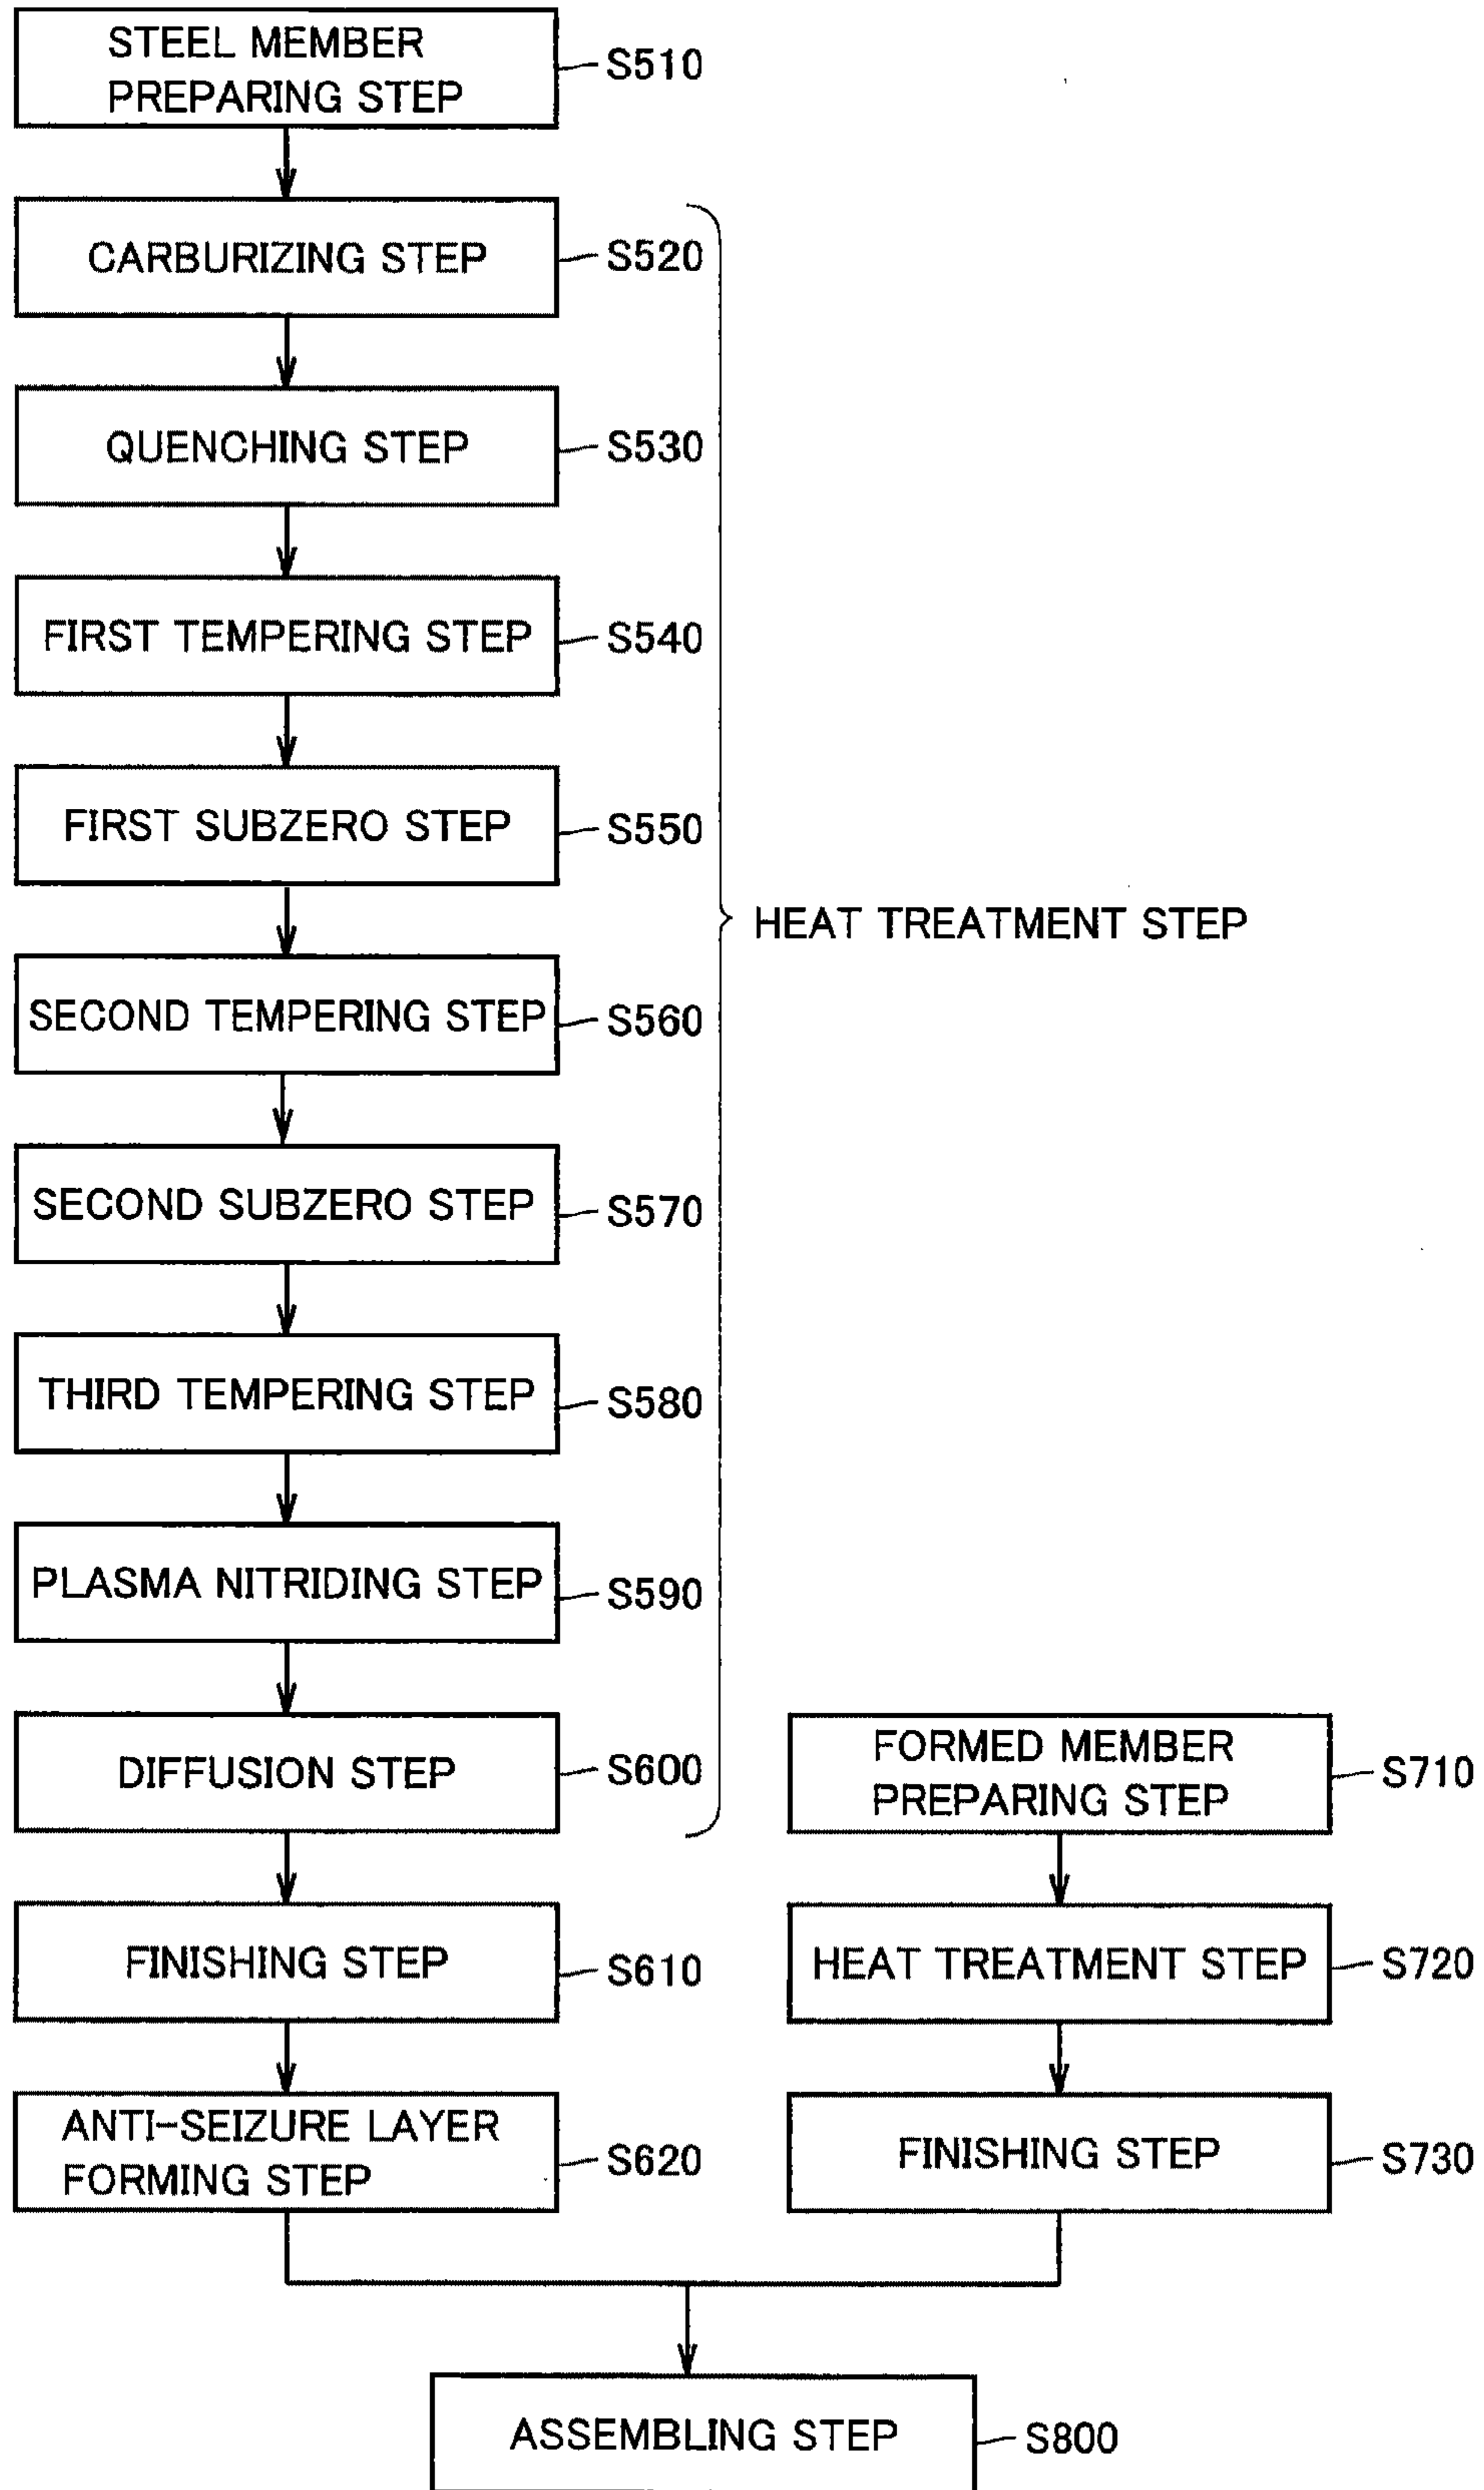 STEEL MEMBER
PREPARING STEP
S510
CARBURIZING STEP
S520
QUENCHING STEP
S530
FIRST TEMPERING STEP
S540
FIRST SUBZERO STEP
S550
HEAT TREATMENT STEP
SECOND TEMPERING STEP
S560
SECOND SUBZERO STEP
S570
THIRD TEMPERING STEP
S580
PLASMA NITRIDING STEP
S590
DIFFUSION STEP
S600
FINISHING STEP
S610
ANTI-SEIZURE LAYER
FORMING STEP
S620
FORMED MEMBER
PREPARING STEP
S710
HEAT TREATMENT STEP
S720
FINISHING STEP
S730
ASSEMBLING STEP
S800